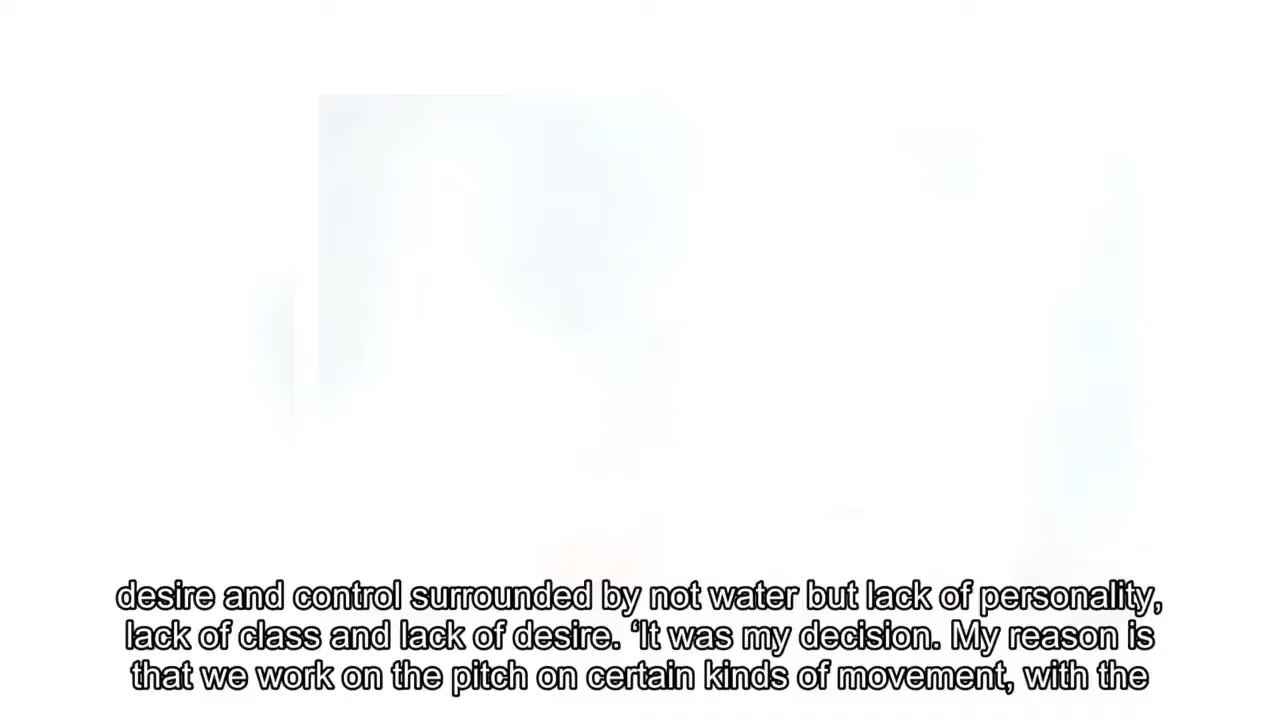 desire and control surrounded by not water but lack of personality,
lack of class and lack of desire. ‘It was my decision. My reason is
that we work on the pitch on certain kinds of movement, with the